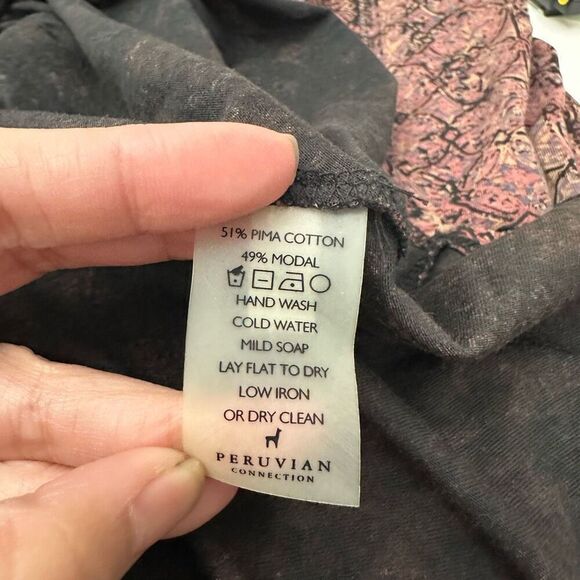 51% PIMA COTTON
49% MODAL
HAND WASH
COLD WATER
MILD SOAP
LAY FLAT TO DRY
LOW IRON
OR DRY CLEAN
PERUVIAN
CONNECTION